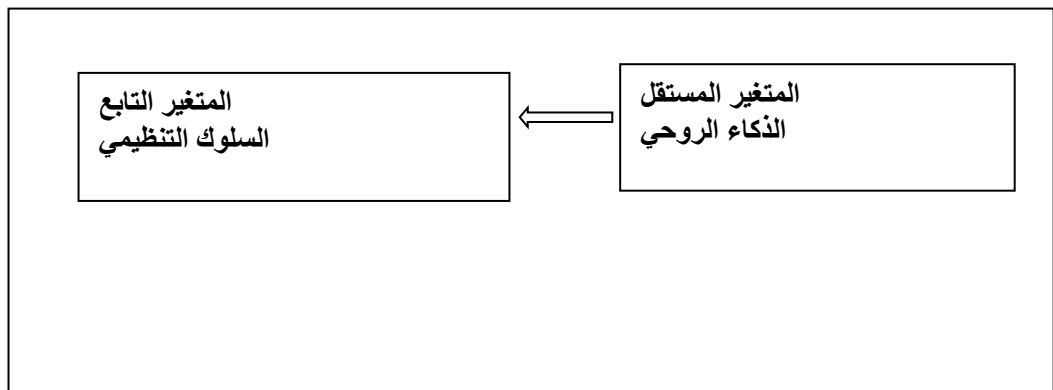 المتغير المستقل
الذكاء الروحي
المتغير التابع
السلوك التنظيمي